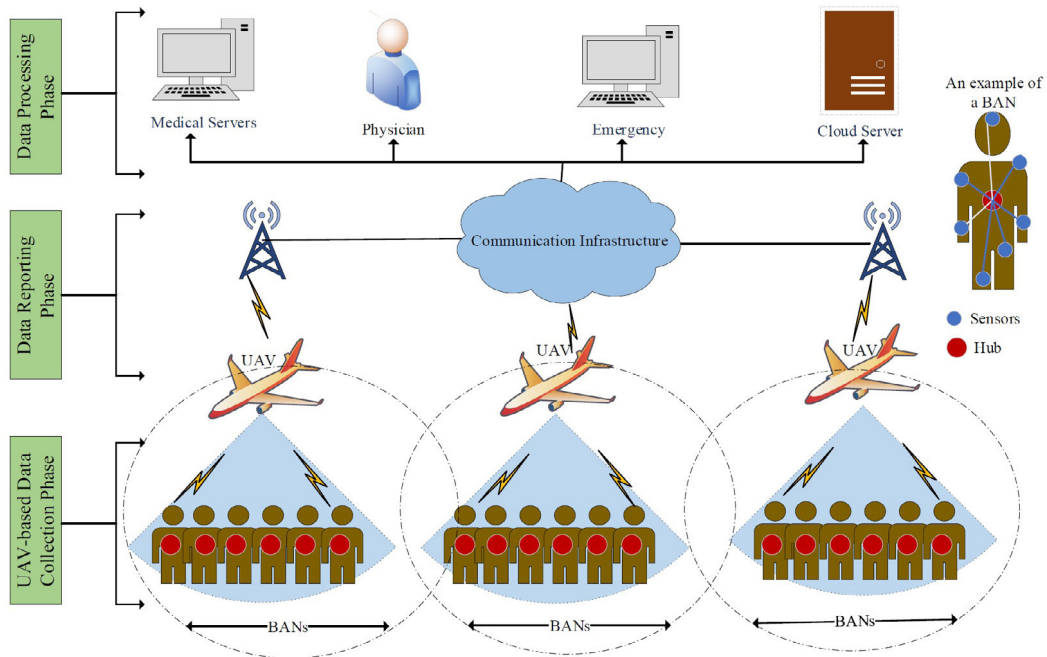 Data Processing
Phase
Medical Servers
Physician
Emergency
Cloud Server
An example of
a BAN
Data Reporting
Phase
Communication Infrastructure
Sensors
Hub
UAV
UAV
UAV
UAV-based Data
Collection Phase
BANs
BANs
BANs